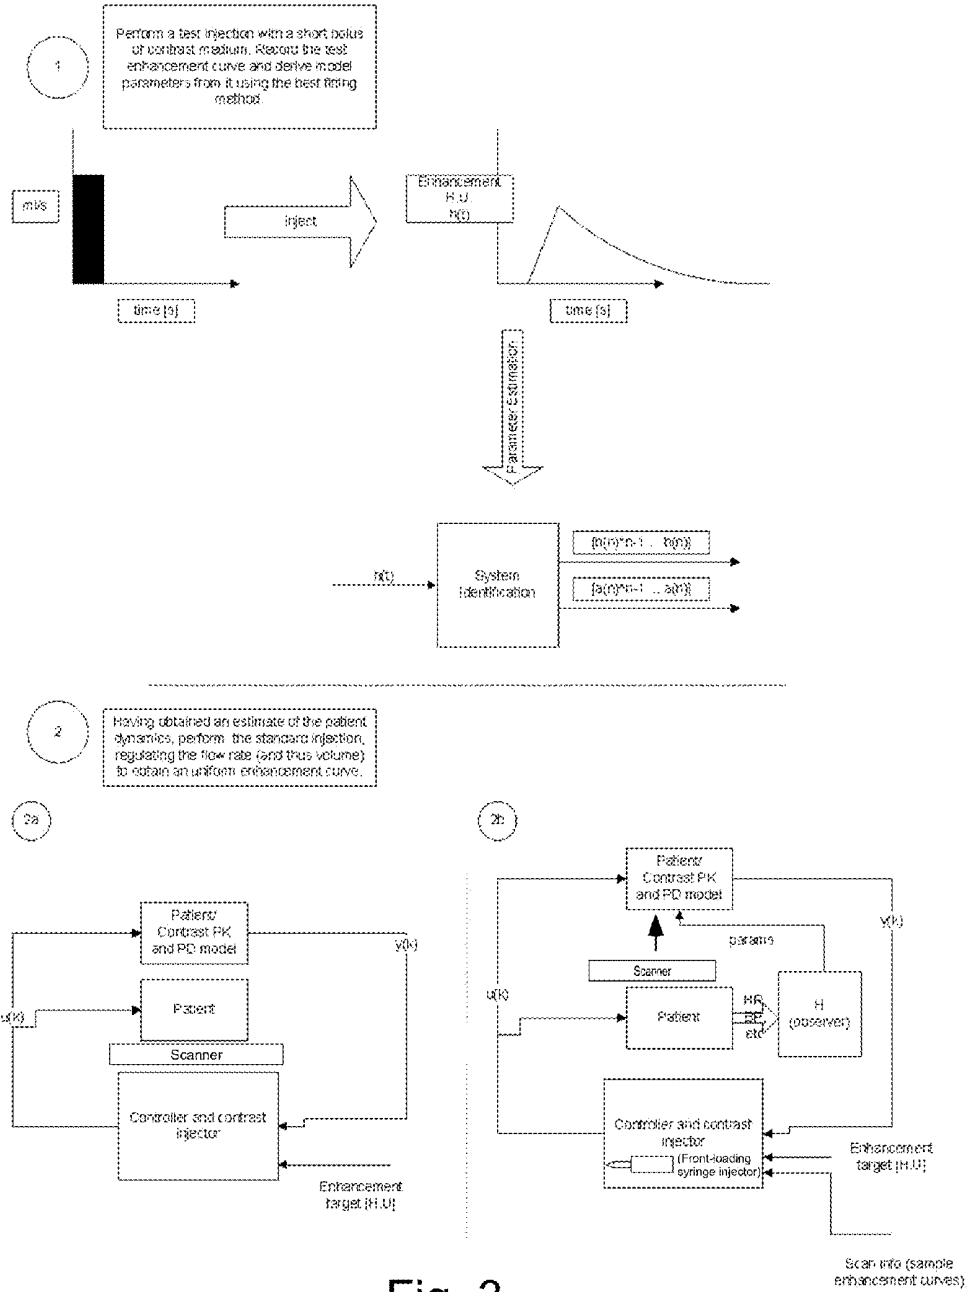 1
Perform a test injection with a short bolus
of contrast medium. Record the test
enhancement curve and derive model
parameters from it using the best fitting
method.
ml/s
inject
Enhancement
H.U.
h(t)
time [s]
time [s]
Parameter Estimation
h(t)
System
Identification
[b(n)*n-1 ... b(n)]
[a(n)*n-1 ... a(n)]
2
Having obtained an estimate of the patient
dynamics, perform the standard injection,
regulating the flow rate (and thus volume)
to obtain an uniform enhancement curve.
2a
Patient/
Contrast PK
and PD model
y(k)
u(k)
Patient
Scanner
Controller and contrast
injector
Enhancement
target [H.U]
2b
Patient/
Contrast PK
and PD model
y(k)
params
Scanner
u(k)
Patient
HR
BP
etc
H
(observer)
Controller and contrast
injector
(Front-loading
syringe injector)
Enhancement
target [H.U]
Scan info (sample
enhancement curves)